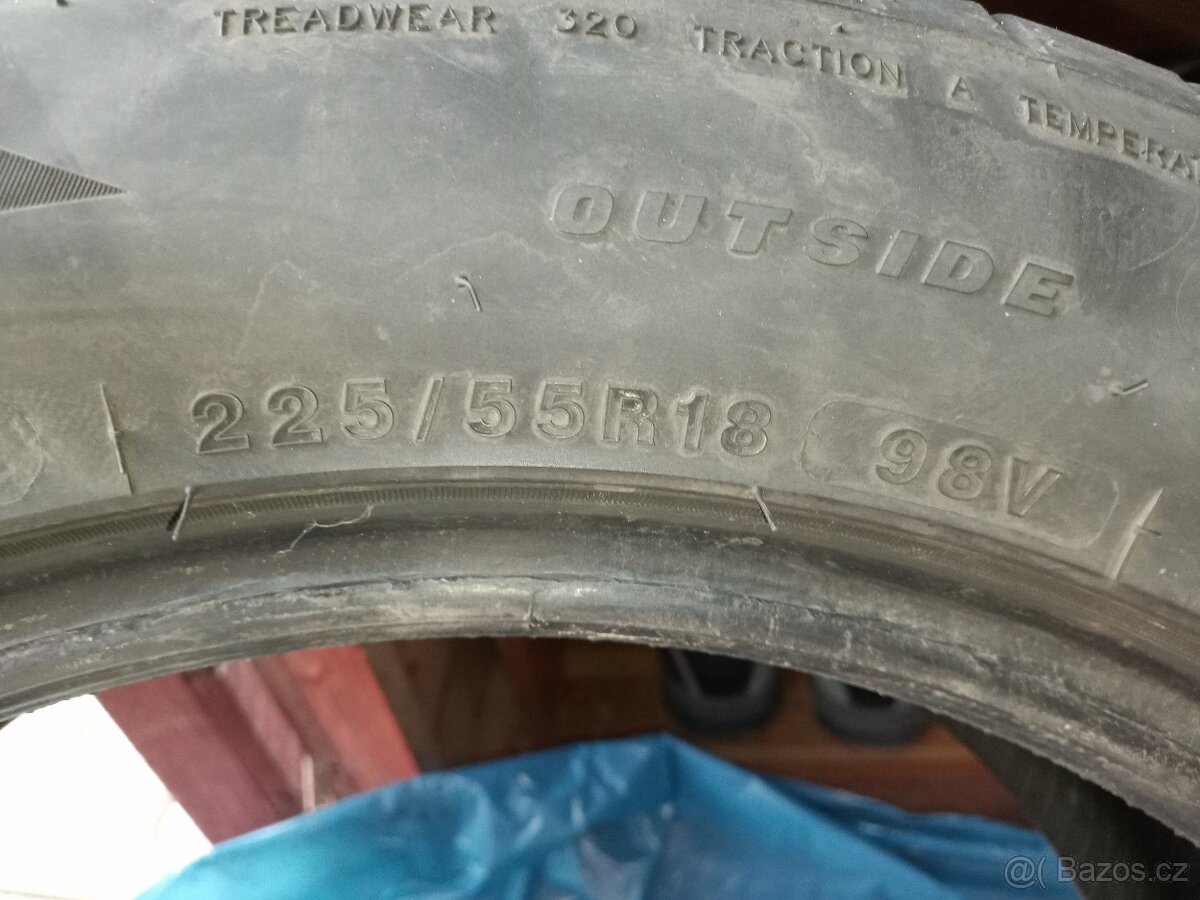 TREADWEAR 320 TRACTION A TEMPERA
OUTSIDE
225/55R18 98V
@( Bazos.cz